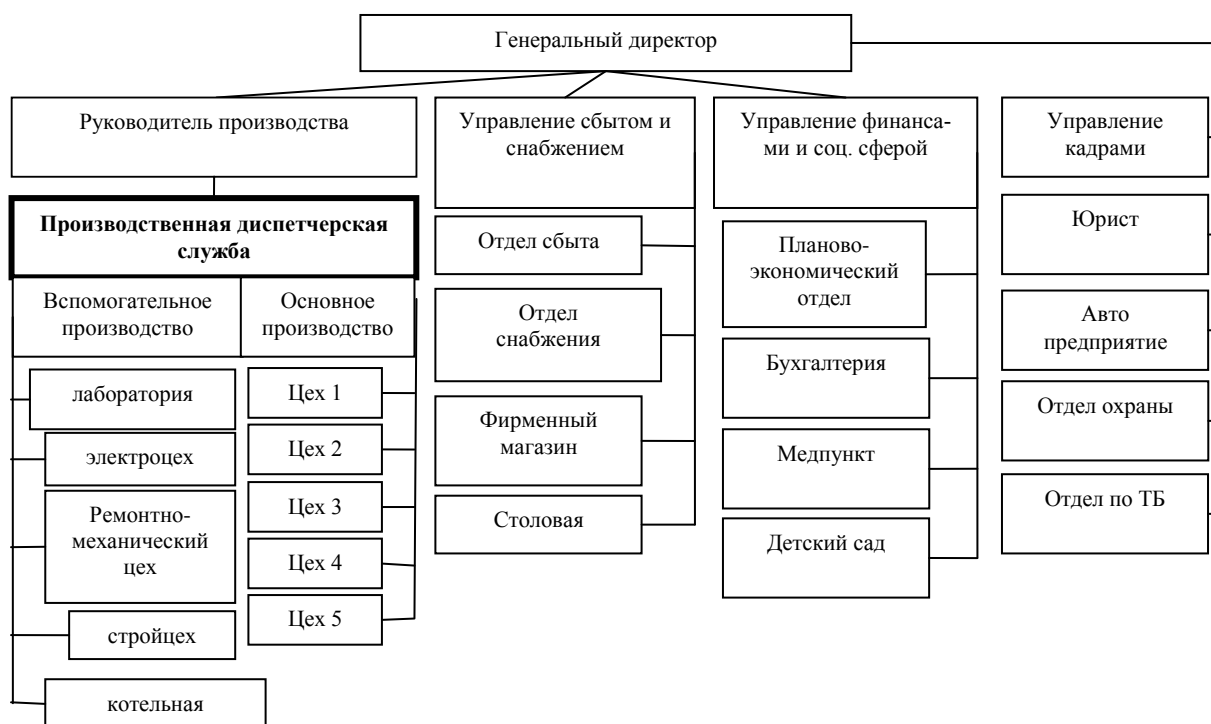 Генеральный директор
Руководитель производства
Управление сбытом и
снабжением
Управление финанса-
ми и соц. сферой
Управление
кадрами
Производственная диспетчерская
служба
Вспомогательное
производство
Основное
производство
лаборатория
электроцех
Ремонтно-
механический
цех
стройцех
котельная
Цех 1
Цех 2
Цех 3
Цех 4
Цех 5
Отдел сбыта
Отдел
снабжения
Фирменный
магазин
Столовая
Планово-
экономический
отдел
Бухгалтерия
Медпункт
Детский сад
Юрист
Авто
предприятие
Отдел охраны
Отдел по ТБ